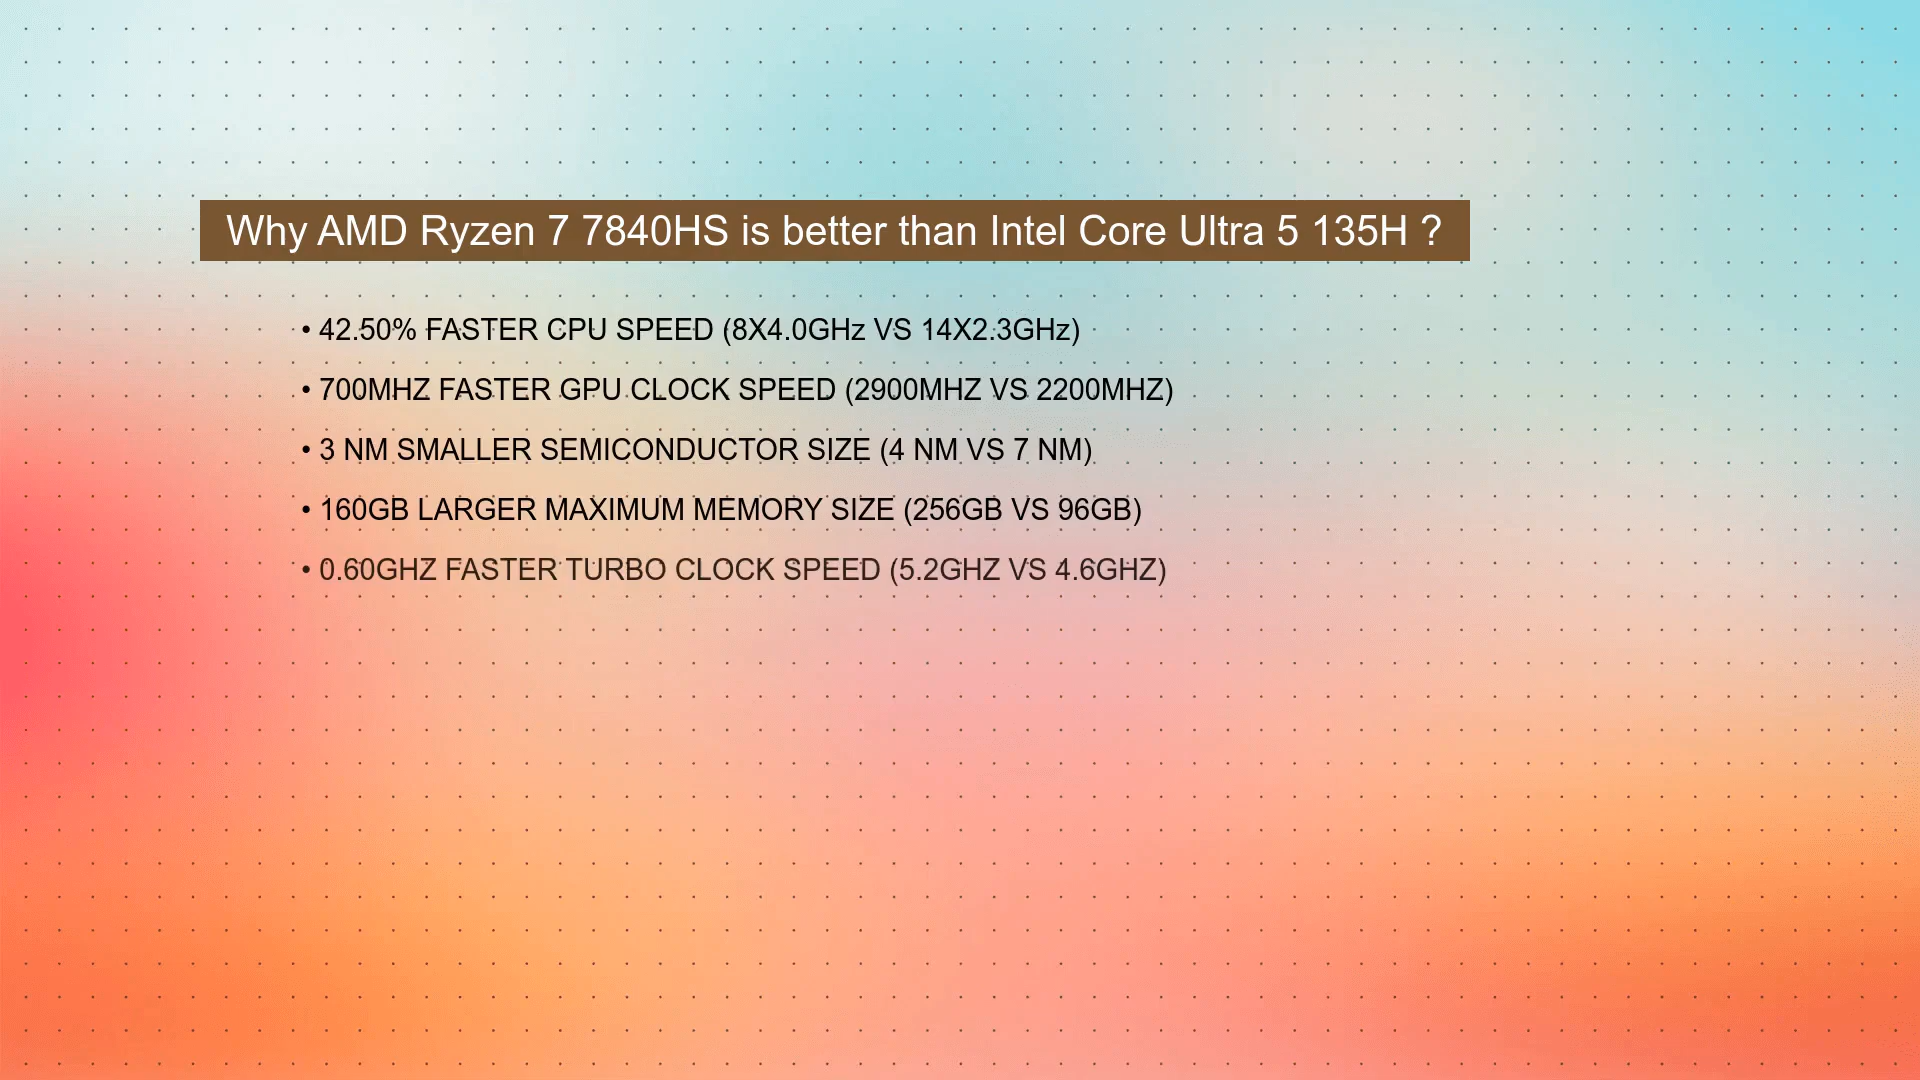 Why AMD Ryzen 7 7840HS is better than Intel Core Ultra 5 135H ?
• 42.50% FASTER CPU SPEED (8X4.0GHz VS 14X2.3GHz)
• 700MHZ FASTER GPU CLOCK SPEED (2900MHZ VS 2200MHZ)
• 3 NM SMALLER SEMICONDUCTOR SIZE (4 NM VS 7 NM)
• 160GB LARGER MAXIMUM MEMORY SIZE (256GB VS 96GB)
• 0.60GHZ FASTER TURBO CLOCK SPEED (5.2GHZ VS 4.6GHZ)